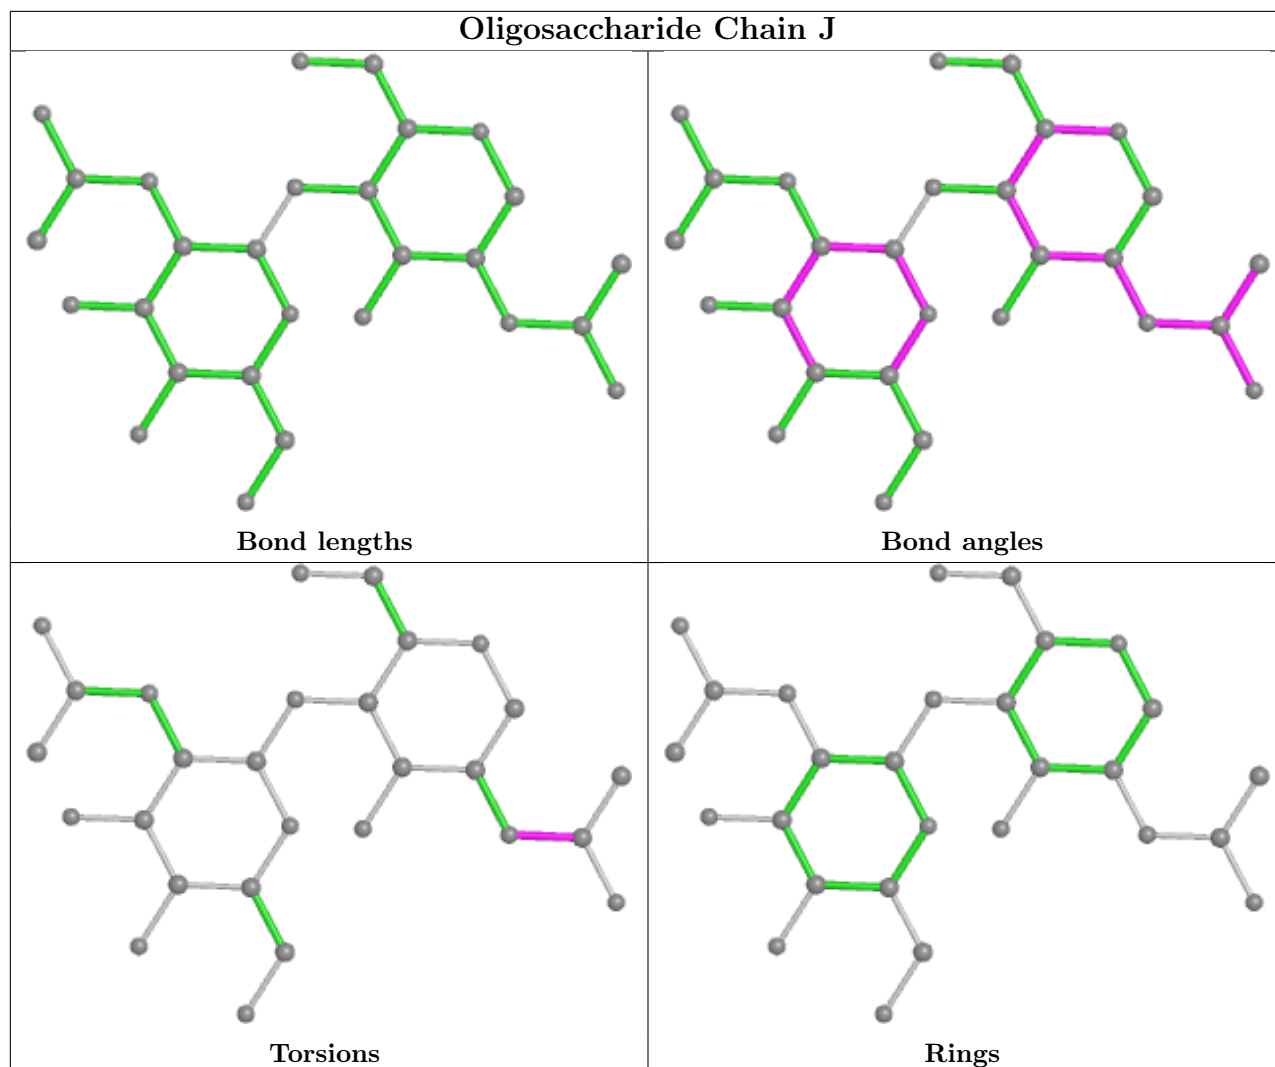 Oligosaccharide Chain J
Bond lengths
Bond angles
Torsions
Rings